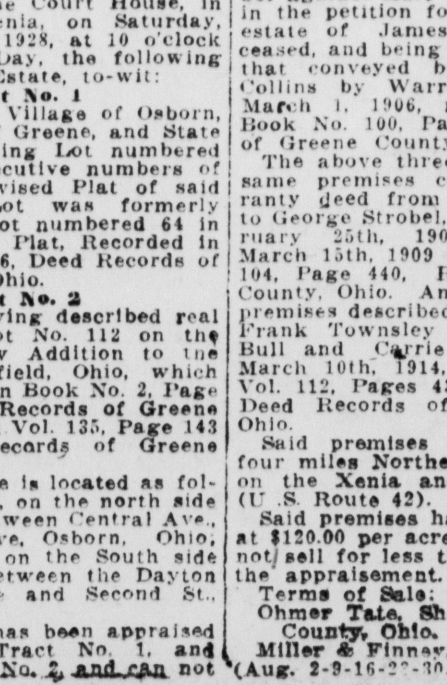 Court House, in
enia, on Saturday,
1928, at 10 o'clock
Day, the following
Estate, to-wit:
t No. 1
Village of Osborn,
Greene, and State
ing Lot numbered
cutive numbers of
vised Plat of said
ot was formerly
ot numbered 64 in
Plat, Recorded in
6, Deed Records of
Ohio.
t No. 2
ving described real
ot No. 112 on the
w Addition to the
field, Ohio, which
n Book No. 2, Page
Records of Greene
Vol. 135, Page 143
ecords of Greene
e is located as fol-
, on the north side
ween Central Ave.,
ve, Osborn, Ohio;
on the South side
etween the Dayton
e and Second St.,
has been appraised
Tract No. 1, and
No. 2, and can not
in the petition fo
estate of James
ceased, and being
that conveyed b
Collins by Warr
March 1, 1906,
Book No. 100, Pa
of Greene County
The above three
same premises c
ranty deed from
to George Strobel,
ruary 25th, 190
March 15th, 1909
104, Page 440,
County, Ohio. An
premises described
Frank Townsley
Bull and Carrie
March 10th, 1914,
Vol. 112, Pages 4
Deed Records of
Ohio.
Said premises
four miles Northe
on the Xenia an
(U .S. Route 42).
Said premises ha
at $120.00 per acre
not sell for less t
the appraisement.
Terms of Sale:
Ohmer Tate, Sh
County, Ohio.
Miller & Finney,
(Aug. 2-9-16-23-30